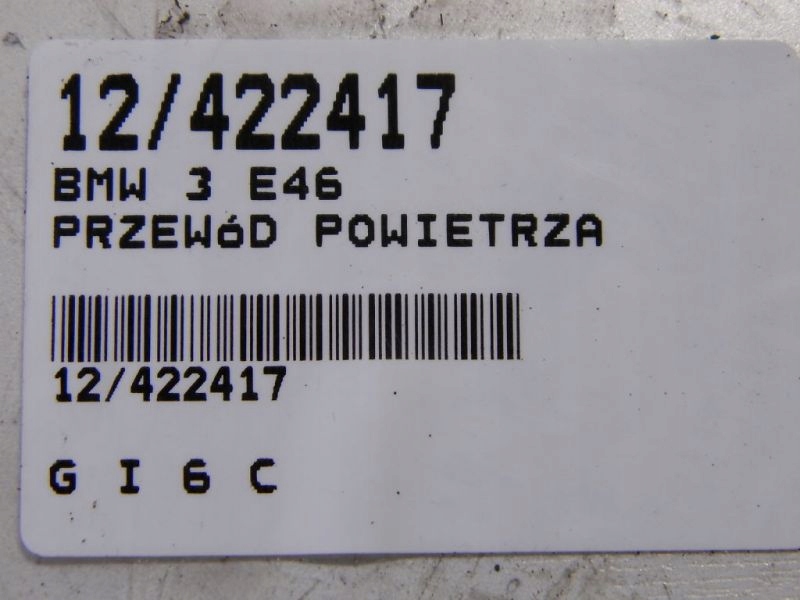 12/422417
BMW 3 E46
PRZEWóD POWIETRZA
12/422417
G I 6 C